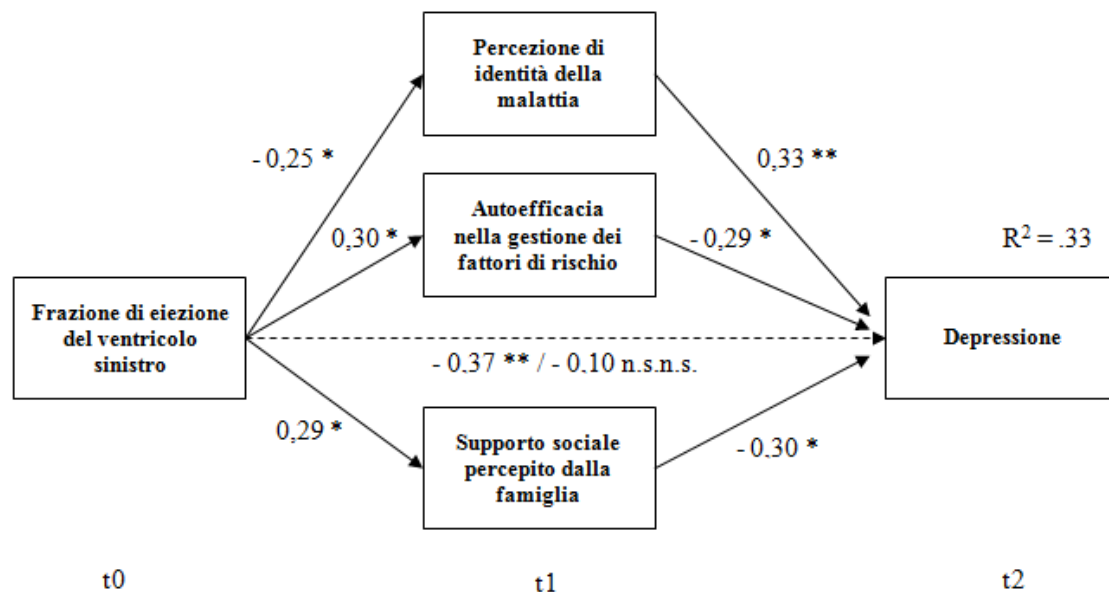 Percezione di
identità della
malattia
- 0,25 *
0,33 **
Autoefficacia
nella gestione dei
fattori di rischio
0,30 *
- 0,29 *
R² = .33
Frazione di eiezione
del ventricolo
sinistro
Depressione
- 0,37 ** / - 0,10 n.s.n.s.
0,29 *
Supporto sociale
percepito dalla
famiglia
- 0,30 *
t0
t1
t2